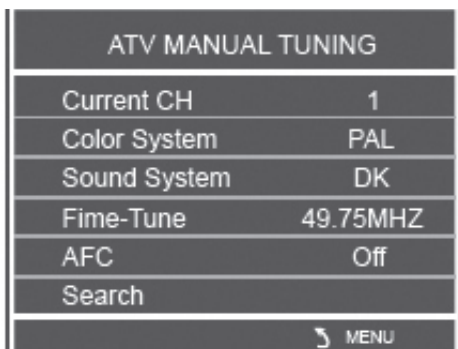 ATV MANUAL TUNING
Current CH 1
Color System PAL
Sound System DK
Fime-Tune 49.75MHZ
AFC Off
Search
MENU